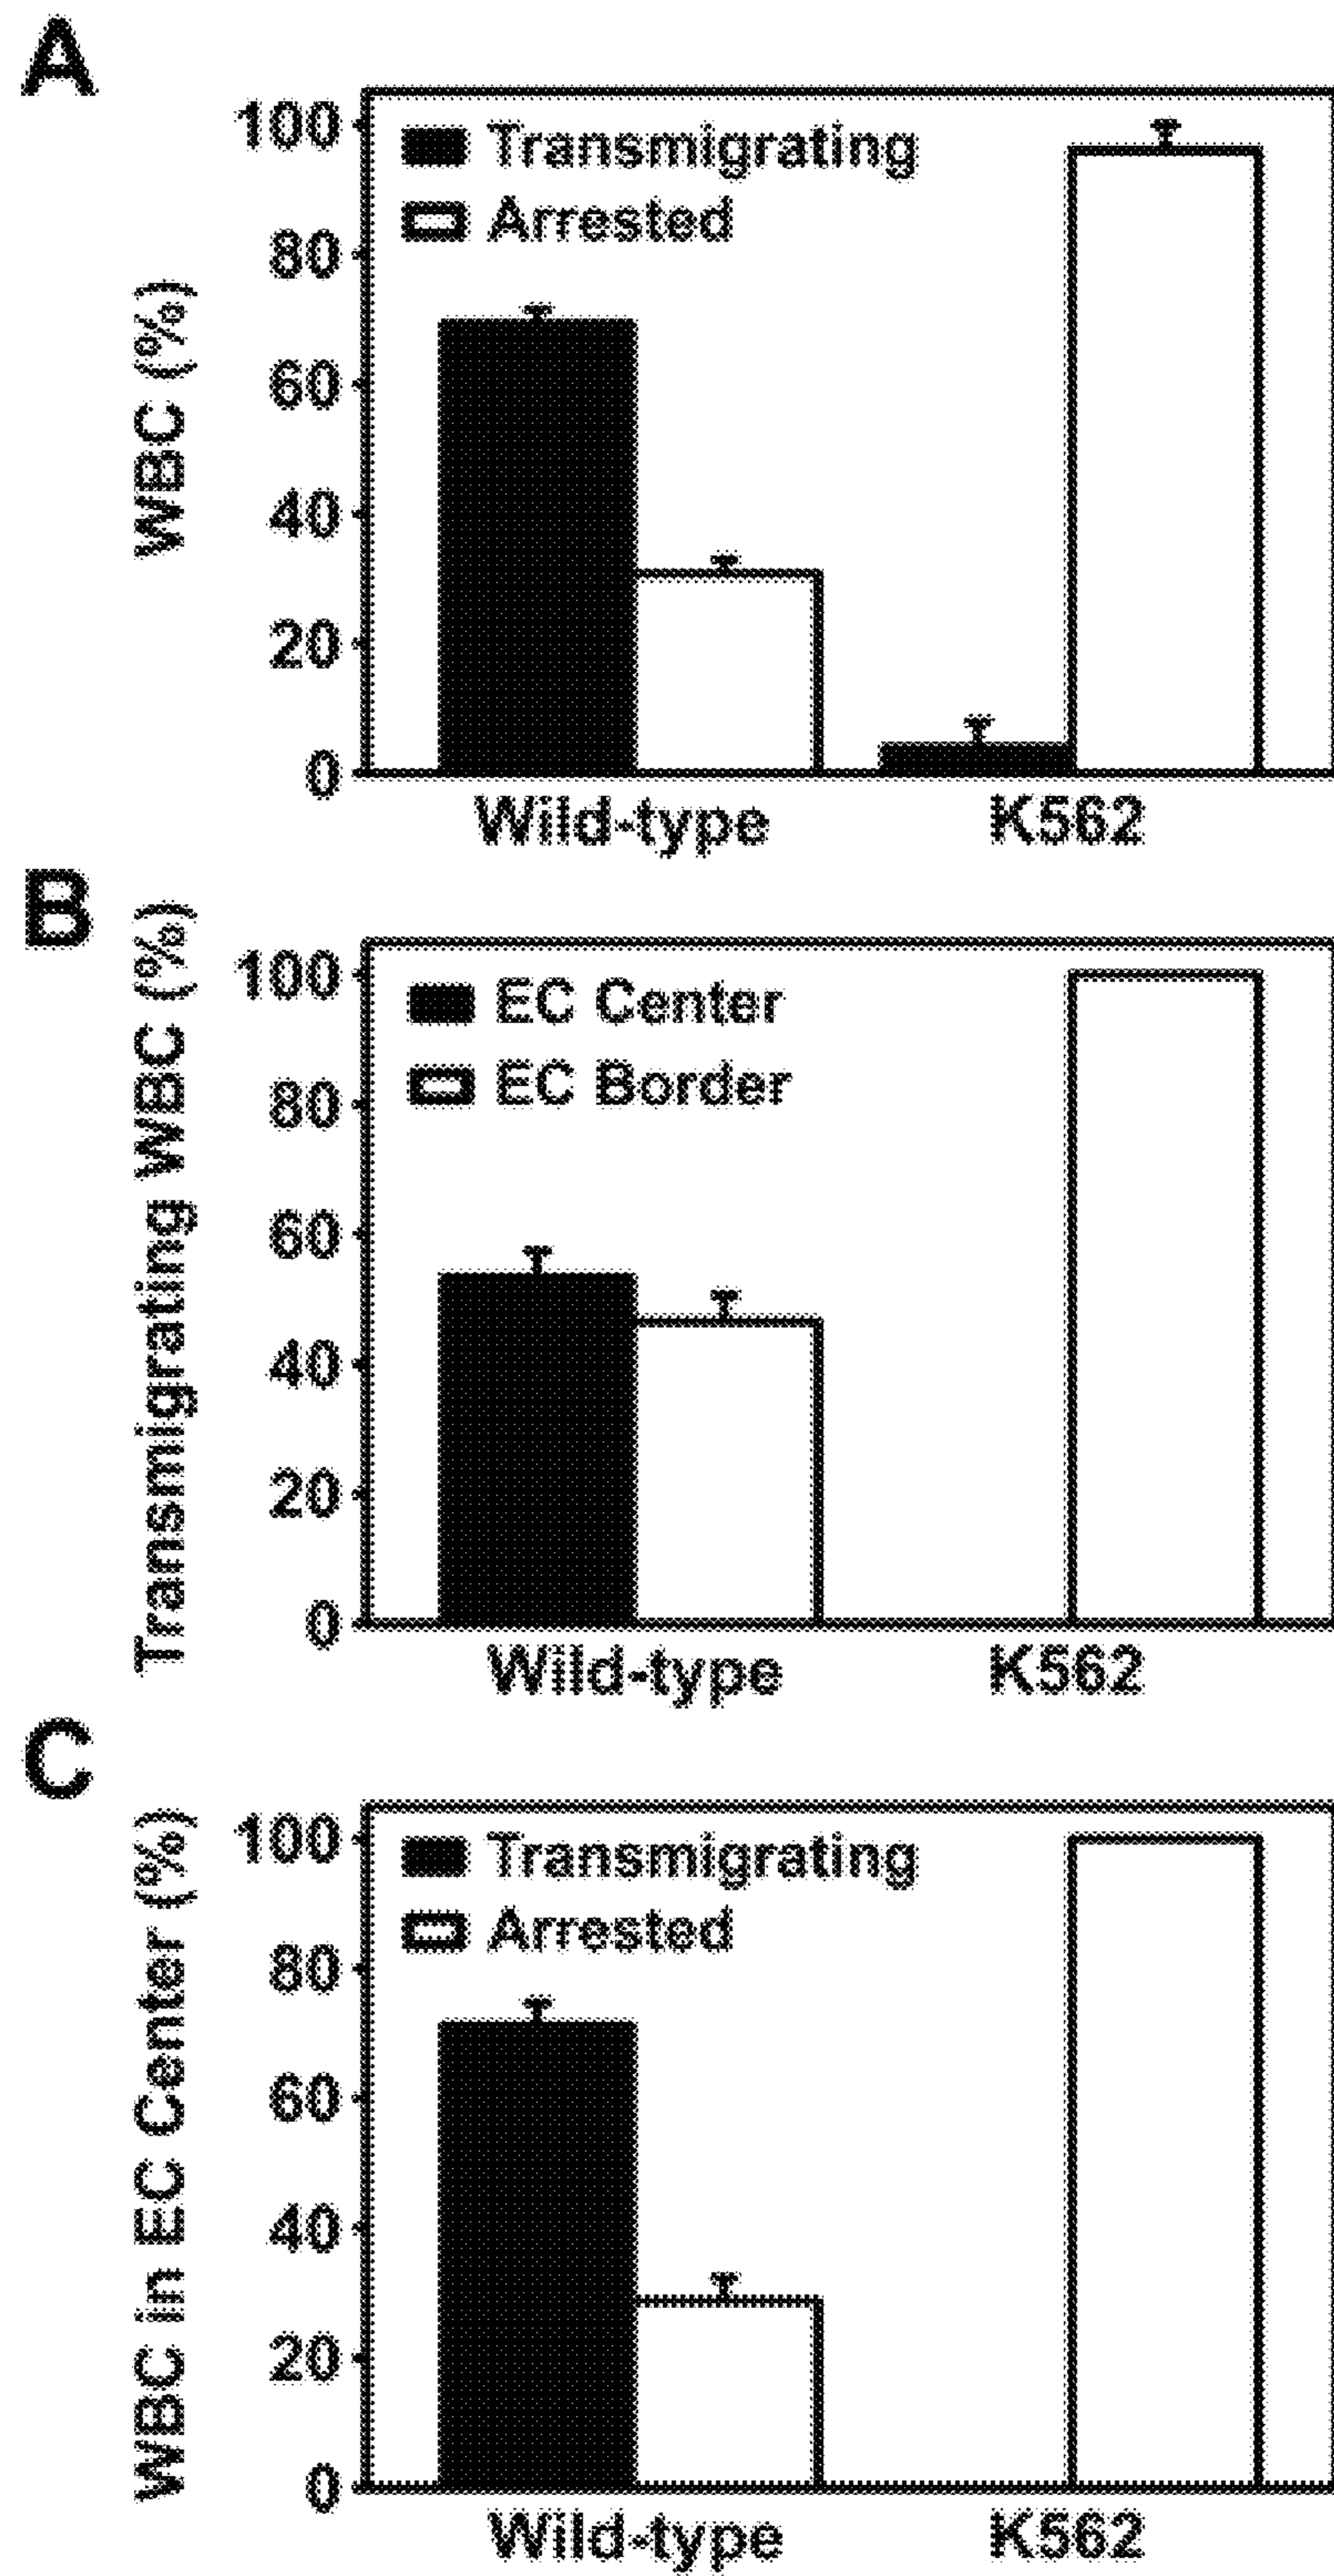 A
WBC (%)
100
80
60
40
20
0
Transmigrating
Arrested
Wild-type
K562
B
Transmigrating WBC (%)
100
80
60
40
20
0
EC Center
EC Border
Wild-type
K562
C
WBC in EC Center (%)
100
80
60
40
20
0
Transmigrating
Arrested
Wild-type
K562